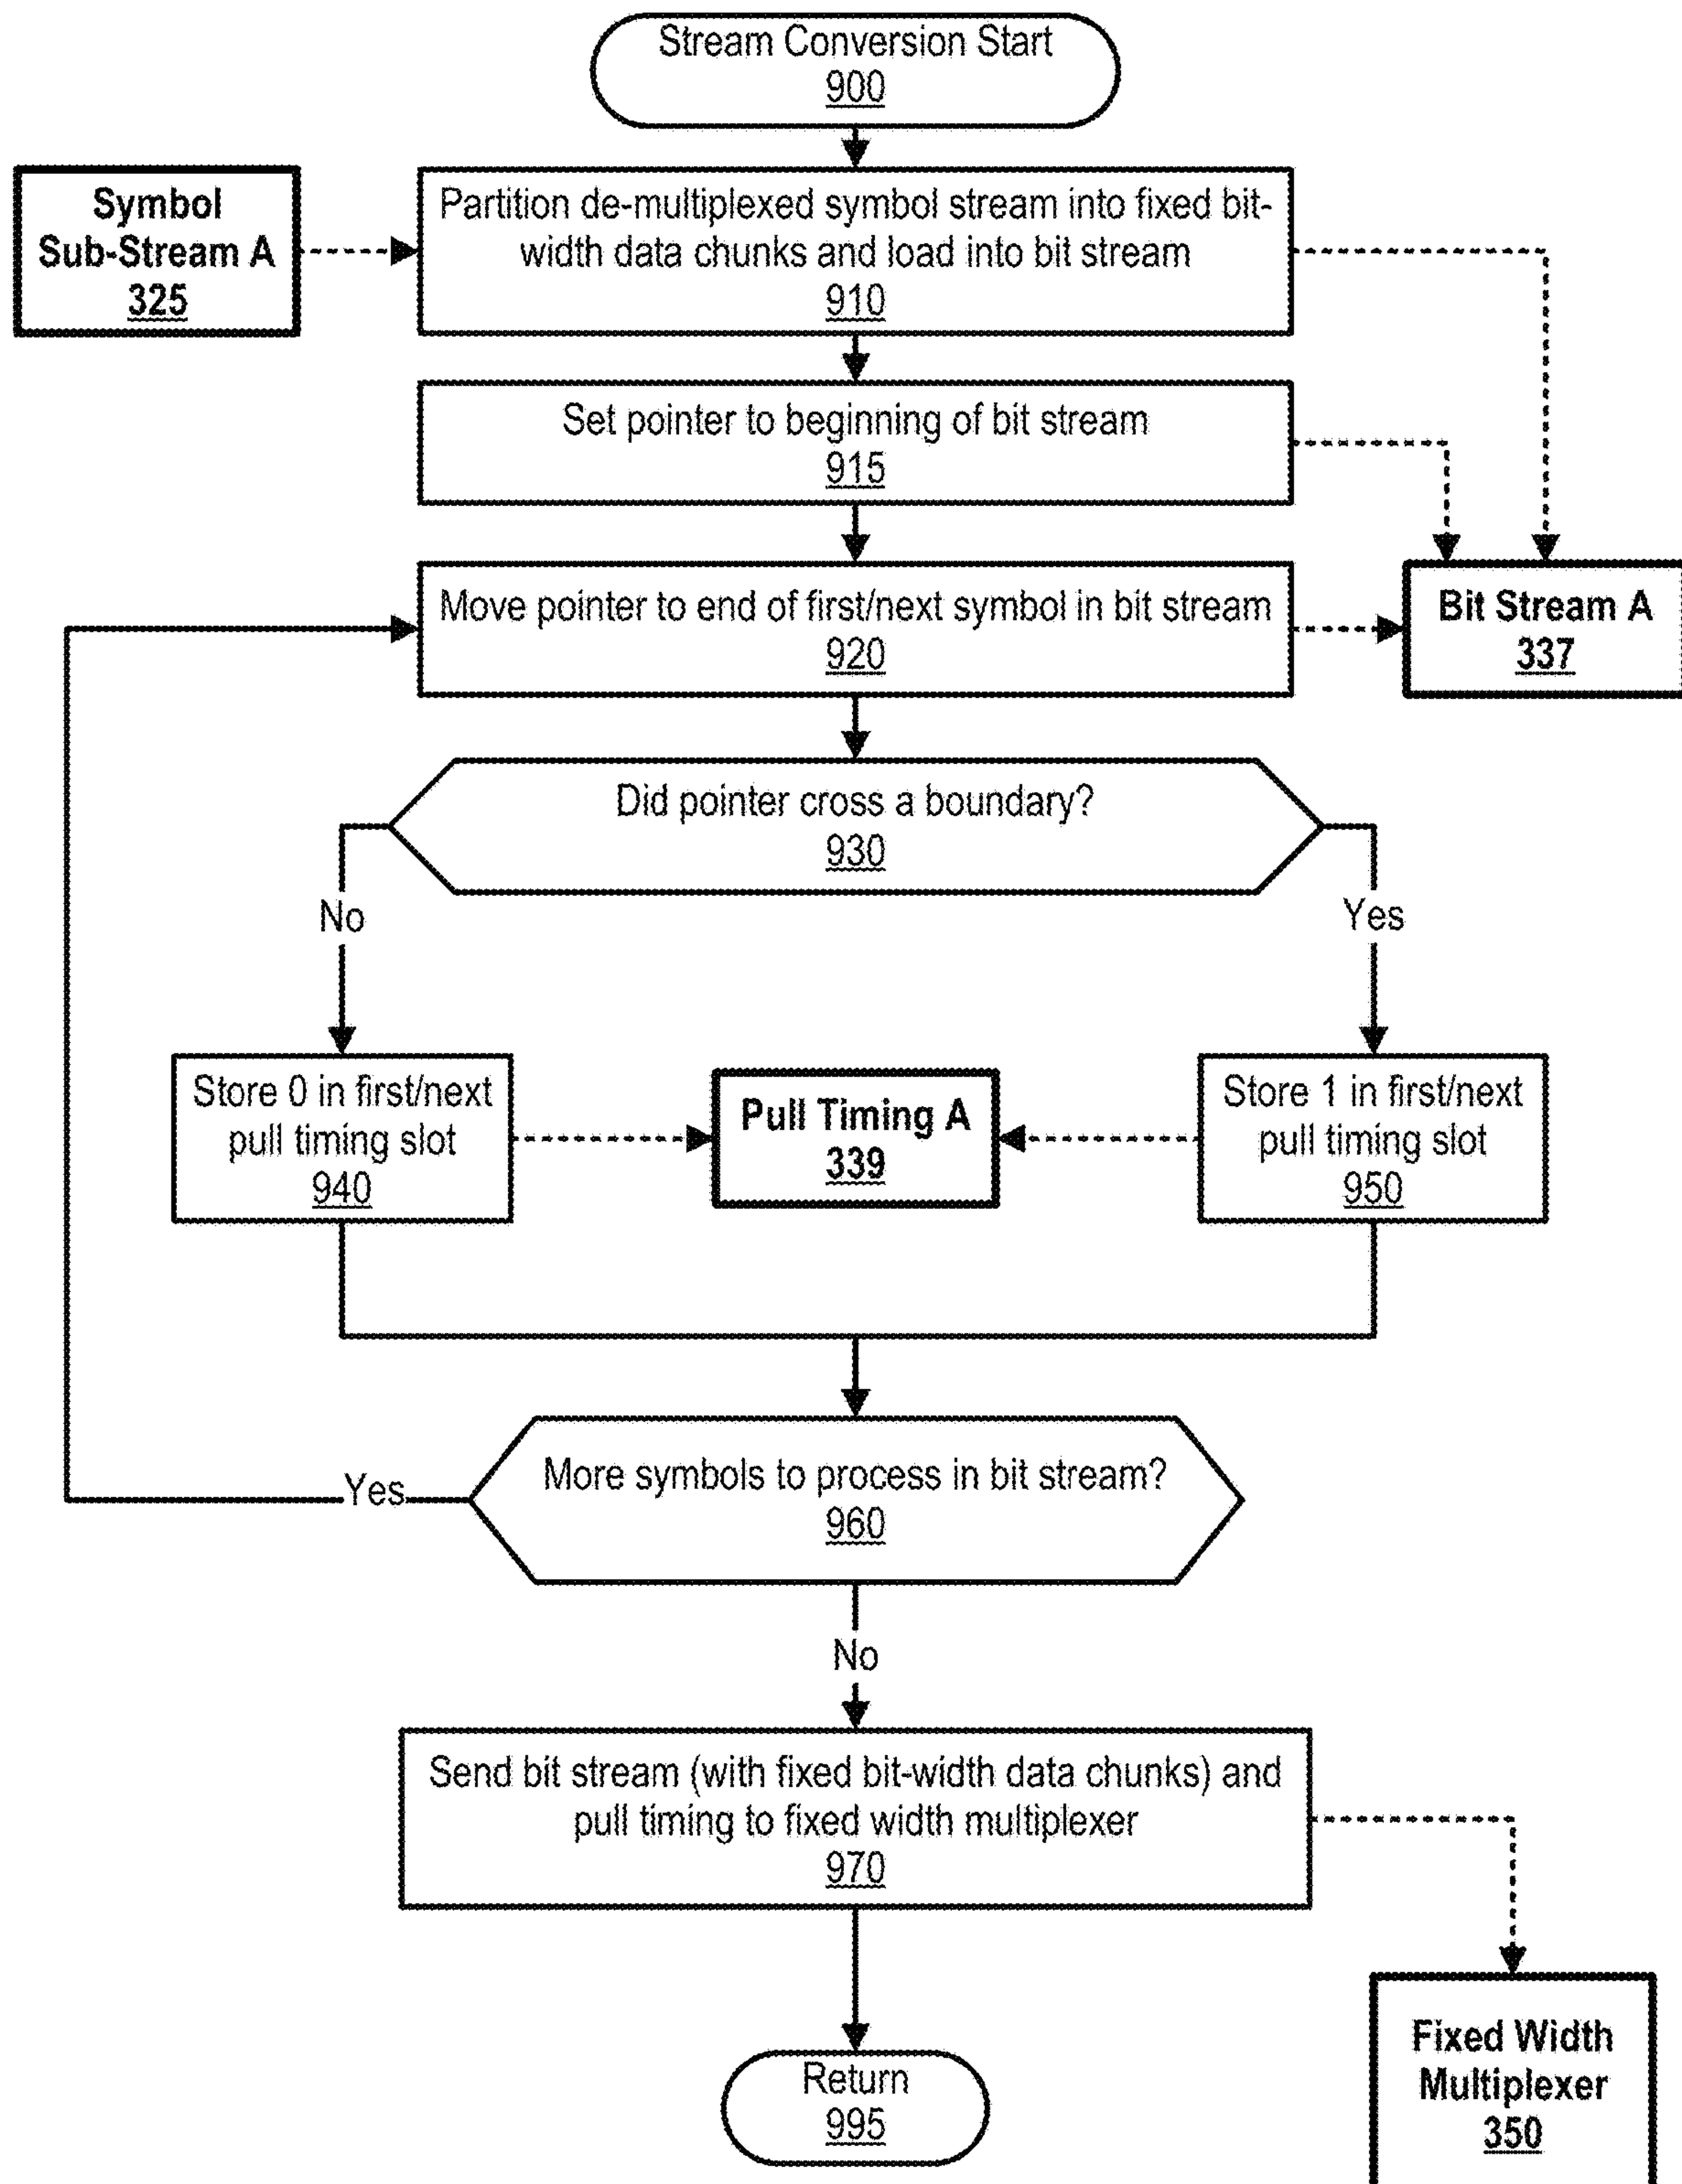 Stream Conversion Start
900
Symbol
Sub-Stream A
325
Partition de-multiplexed symbol stream into fixed bit-
width data chunks and load into bit stream
910
Set pointer to beginning of bit stream
915
Move pointer to end of first/next symbol in bit stream
920
Bit Stream A
337
Did pointer cross a boundary?
930
No
Yes
Store 0 in first/next
pull timing slot
940
Pull Timing A
339
Store 1 in first/next
pull timing slot
950
More symbols to process in bit stream?
960
Yes
No
Send bit stream (with fixed bit-width data chunks) and
pull timing to fixed width multiplexer
970
Return
995
Fixed Width
Multiplexer
350